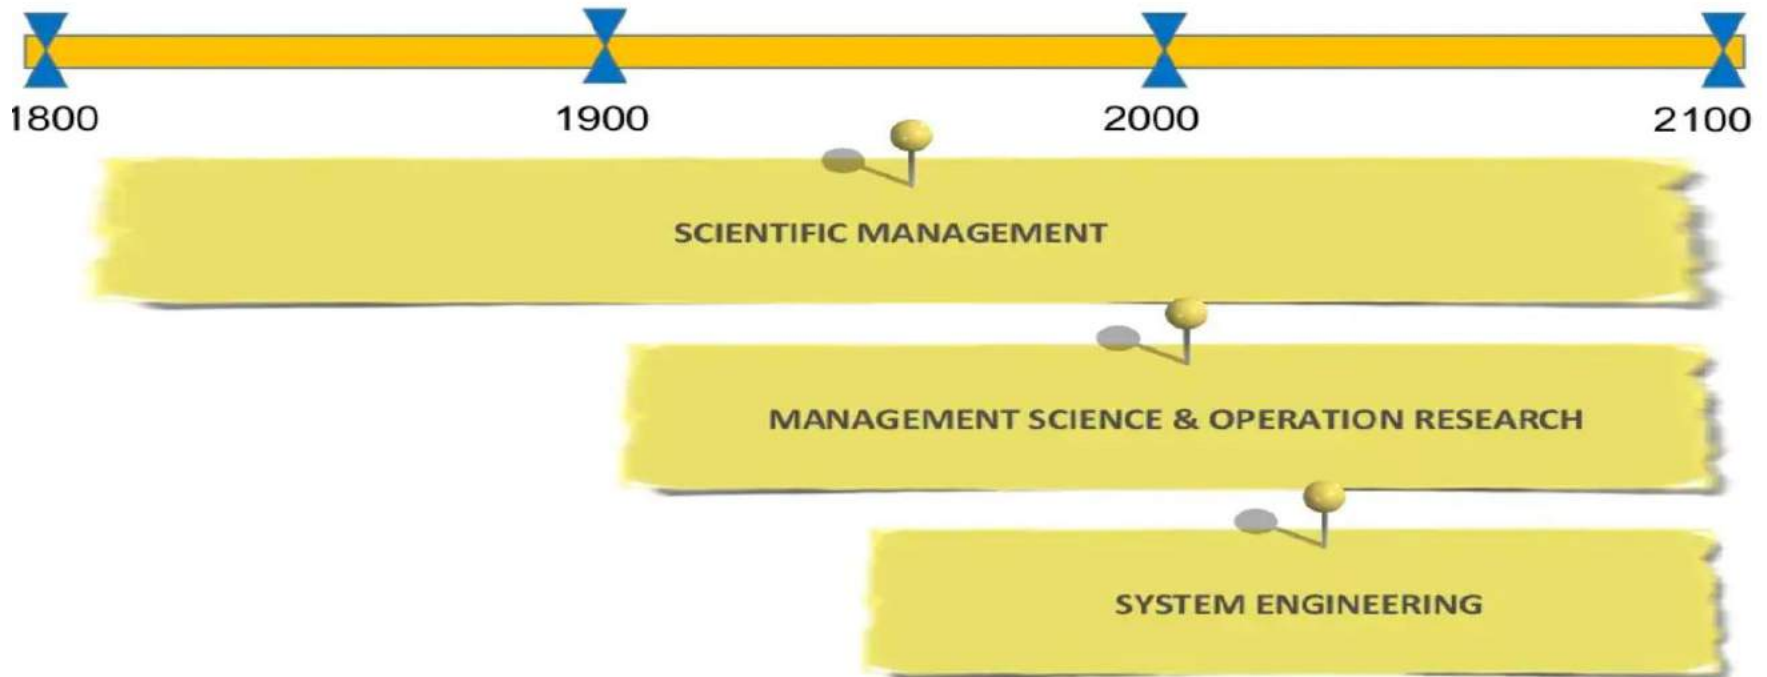 1800 1900 2000 2100
SCIENTIFIC MANAGEMENT
MANAGEMENT SCIENCE & OPERATION RESEARCH
SYSTEM ENGINEERING